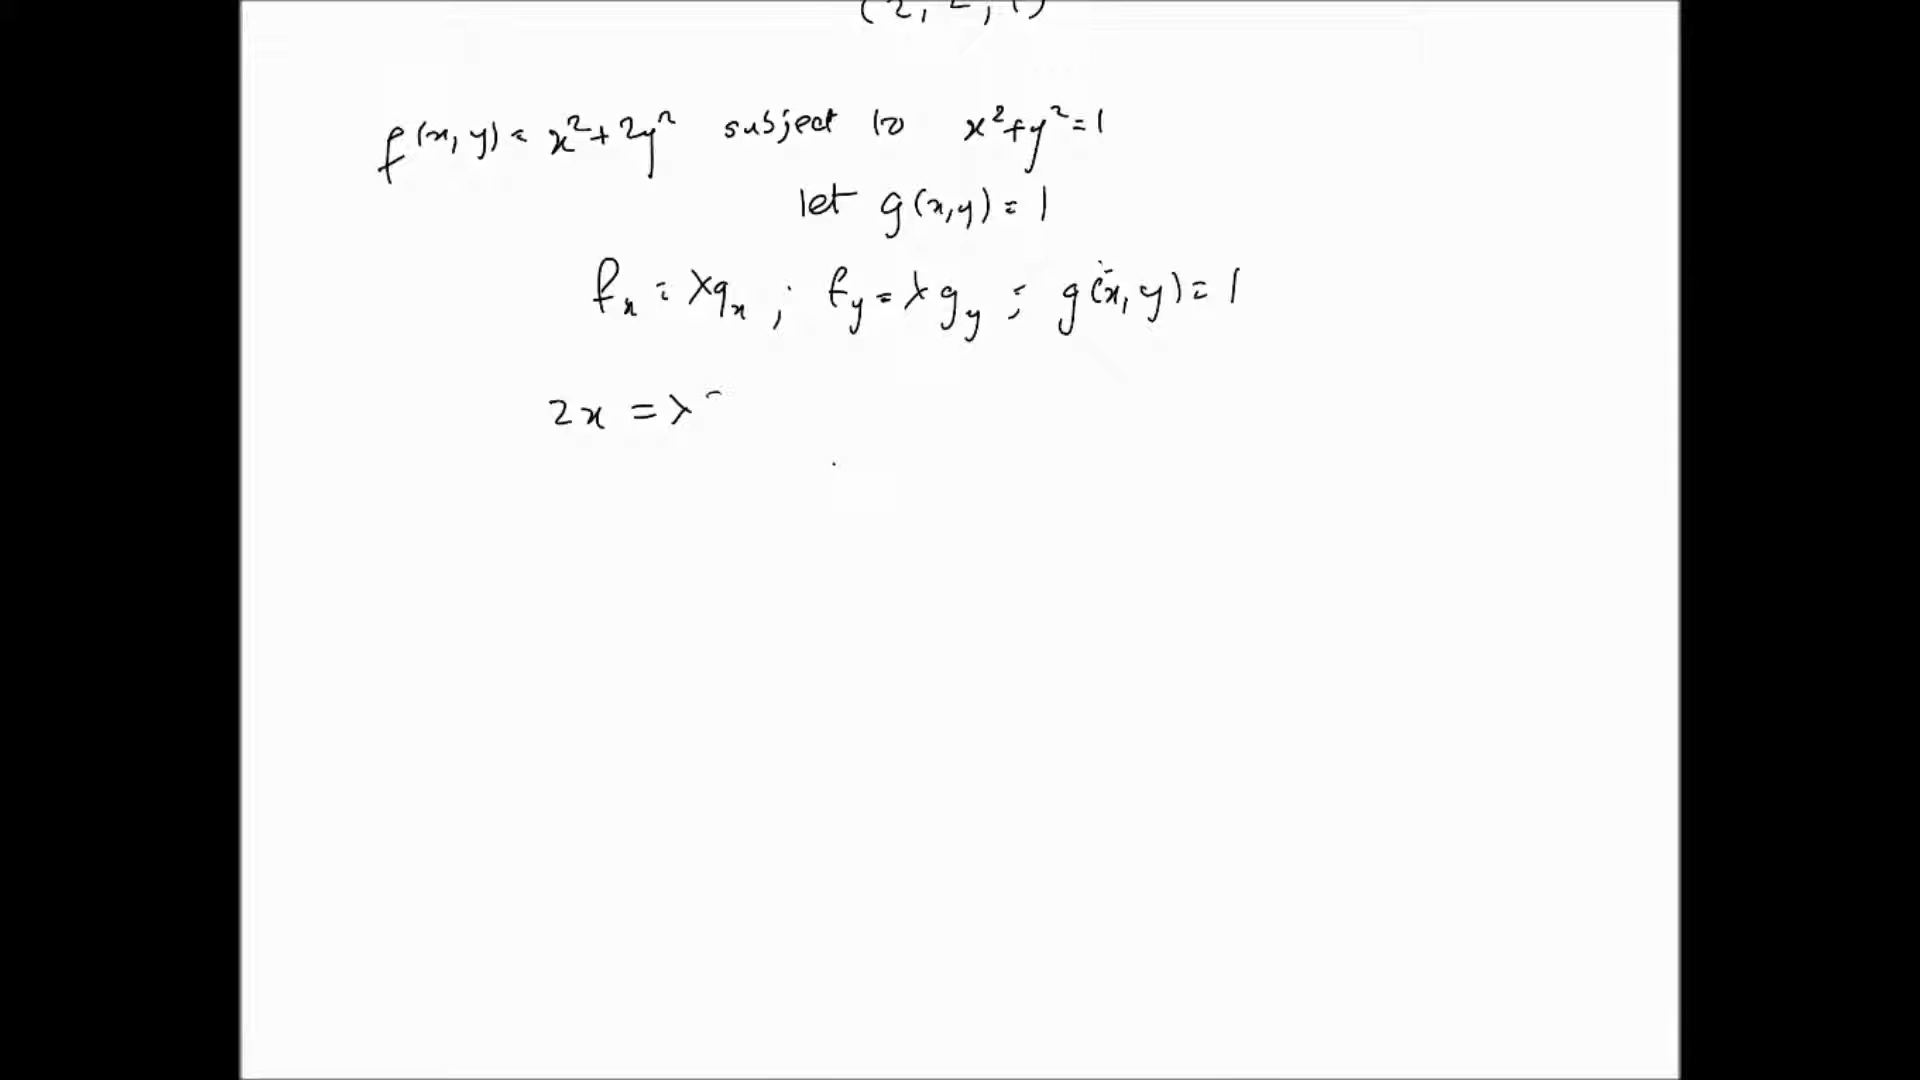 f(x, y) = x² + 2y² subject to x² + y² = 1
let g(x, y) = 1
fₓ = λgₓ ; f_y = λg_y ; g(x, y) = 1
2x = λ